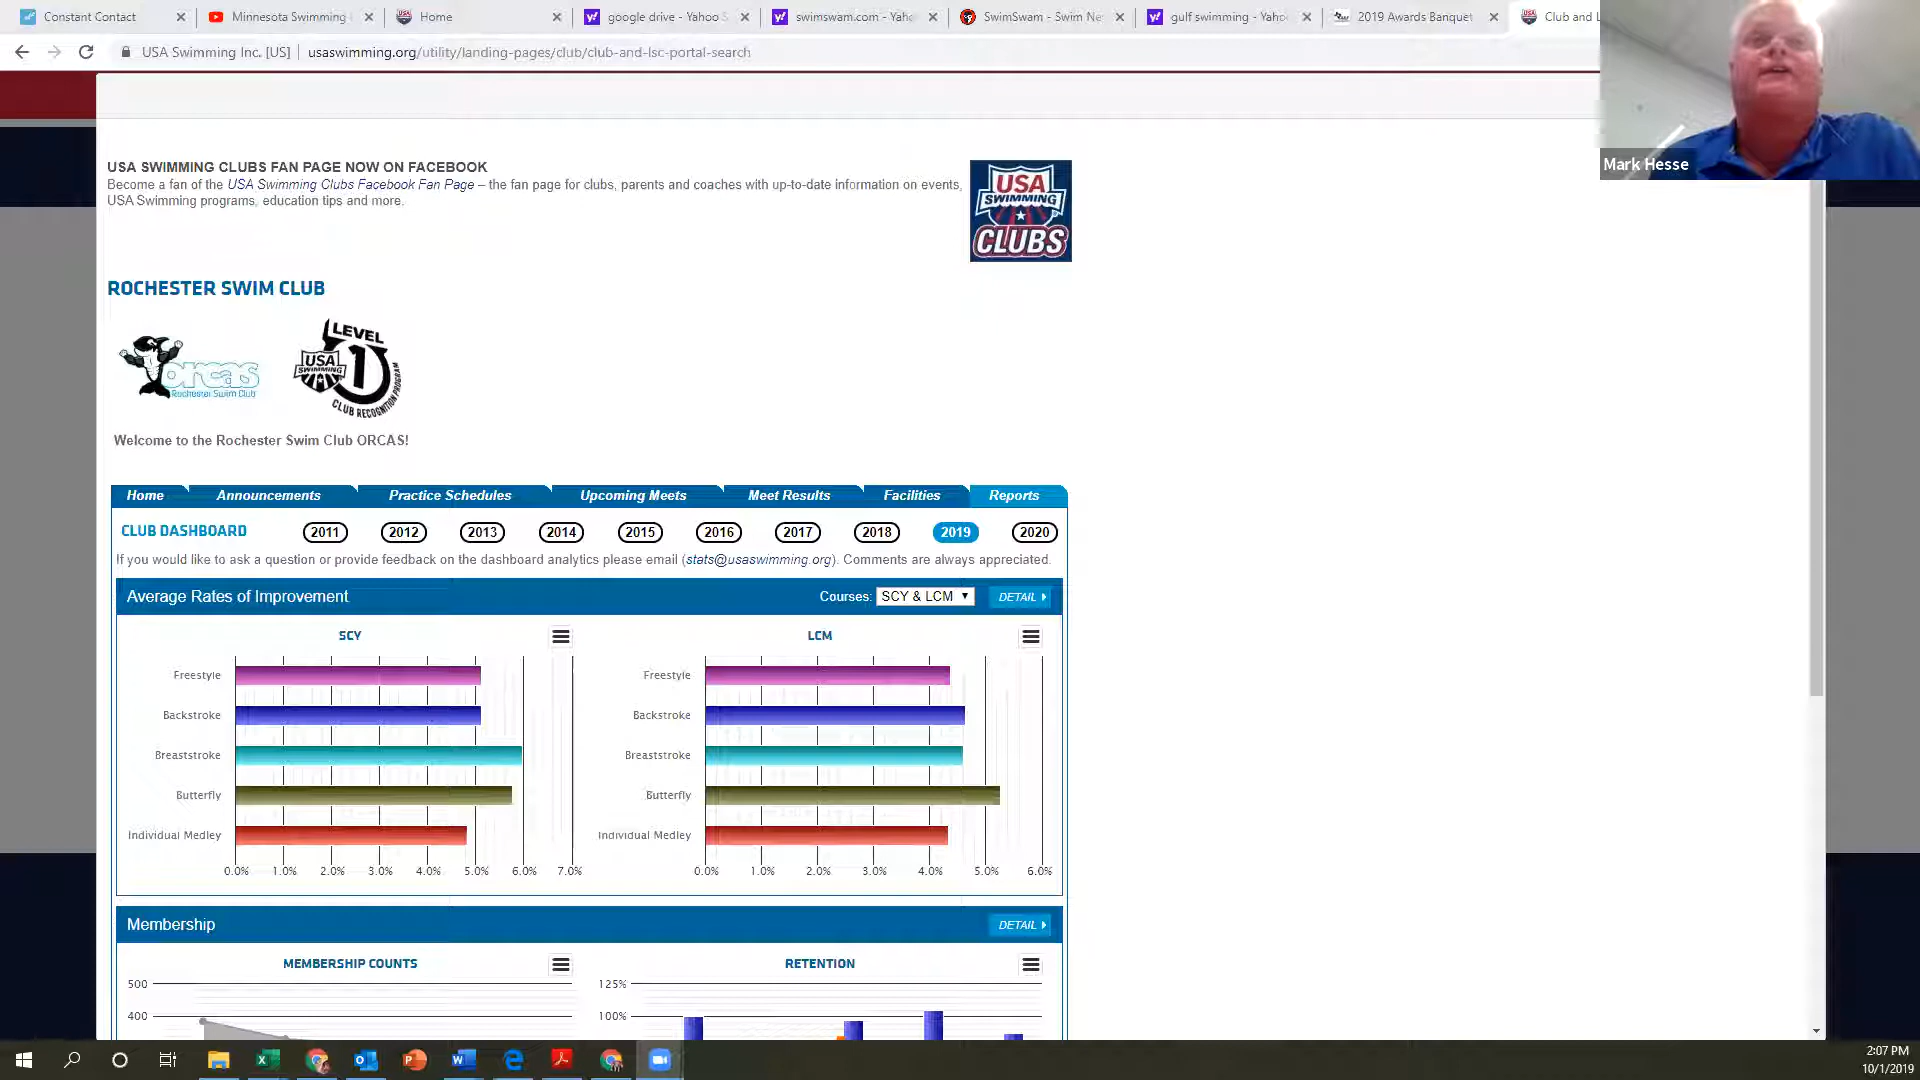 Constant Contact
Minnesota Swimming
Home
google drive - Yahoo S
swimswam.com - Yaho
SwimSwam - Swim Ne
gulf swimming - Yaho
2019 Awards Banquet
Club and L
USA Swimming Inc. [US]
usaswimming.org/utility/landing-pages/club/club-and-lsc-portal-search
Mark Hesse
USA SWIMMING CLUBS FAN PAGE NOW ON FACEBOOK
Become a fan of the USA Swimming Clubs Facebook Fan Page – the fan page for clubs, parents and coaches with up-to-date information on events,
USA Swimming programs, education tips and more.
USA
SWIMMING
CLUBS
ROCHESTER SWIM CLUB
orcas
Rochester Swim Club
LEVEL
1
USA
SWIMMING
CLUB RECOGNITION PROGRAM
Welcome to the Rochester Swim Club ORCAS!
Home
Announcements
Practice Schedules
Upcoming Meets
Meet Results
Facilities
Reports
CLUB DASHBOARD
2011
2012
2013
2014
2015
2016
2017
2018
2019
2020
If you would like to ask a question or provide feedback on the dashboard analytics please email (stats@usaswimming.org). Comments are always appreciated.
Average Rates of Improvement
Courses: SCY & LCM
DETAIL
SCY
Freestyle
Backstroke
Breaststroke
Butterfly
Individual Medley
0.0% 1.0% 2.0% 3.0% 4.0% 5.0% 6.0% 7.0%
LCM
Freestyle
Backstroke
Breaststroke
Butterfly
Individual Medley
0.0% 1.0% 2.0% 3.0% 4.0% 5.0% 6.0%
Membership
DETAIL
MEMBERSHIP COUNTS
500
400
RETENTION
125%
100%
2:07 PM
10/1/2019